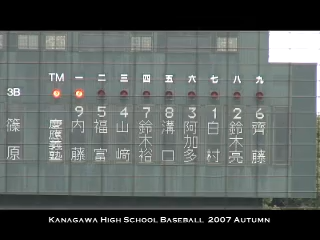 TM 一 二 三 四 五 六 七 八 九
3B
9 5 4 7 8 3 1 2 6
篠原 慶應義塾 内藤 福富 山﨑 鈴木裕 溝口 阿加多 白村 鈴木亮 齊藤
KANAGAWA HIGH SCHOOL BASEBALL 2007 AUTUMN